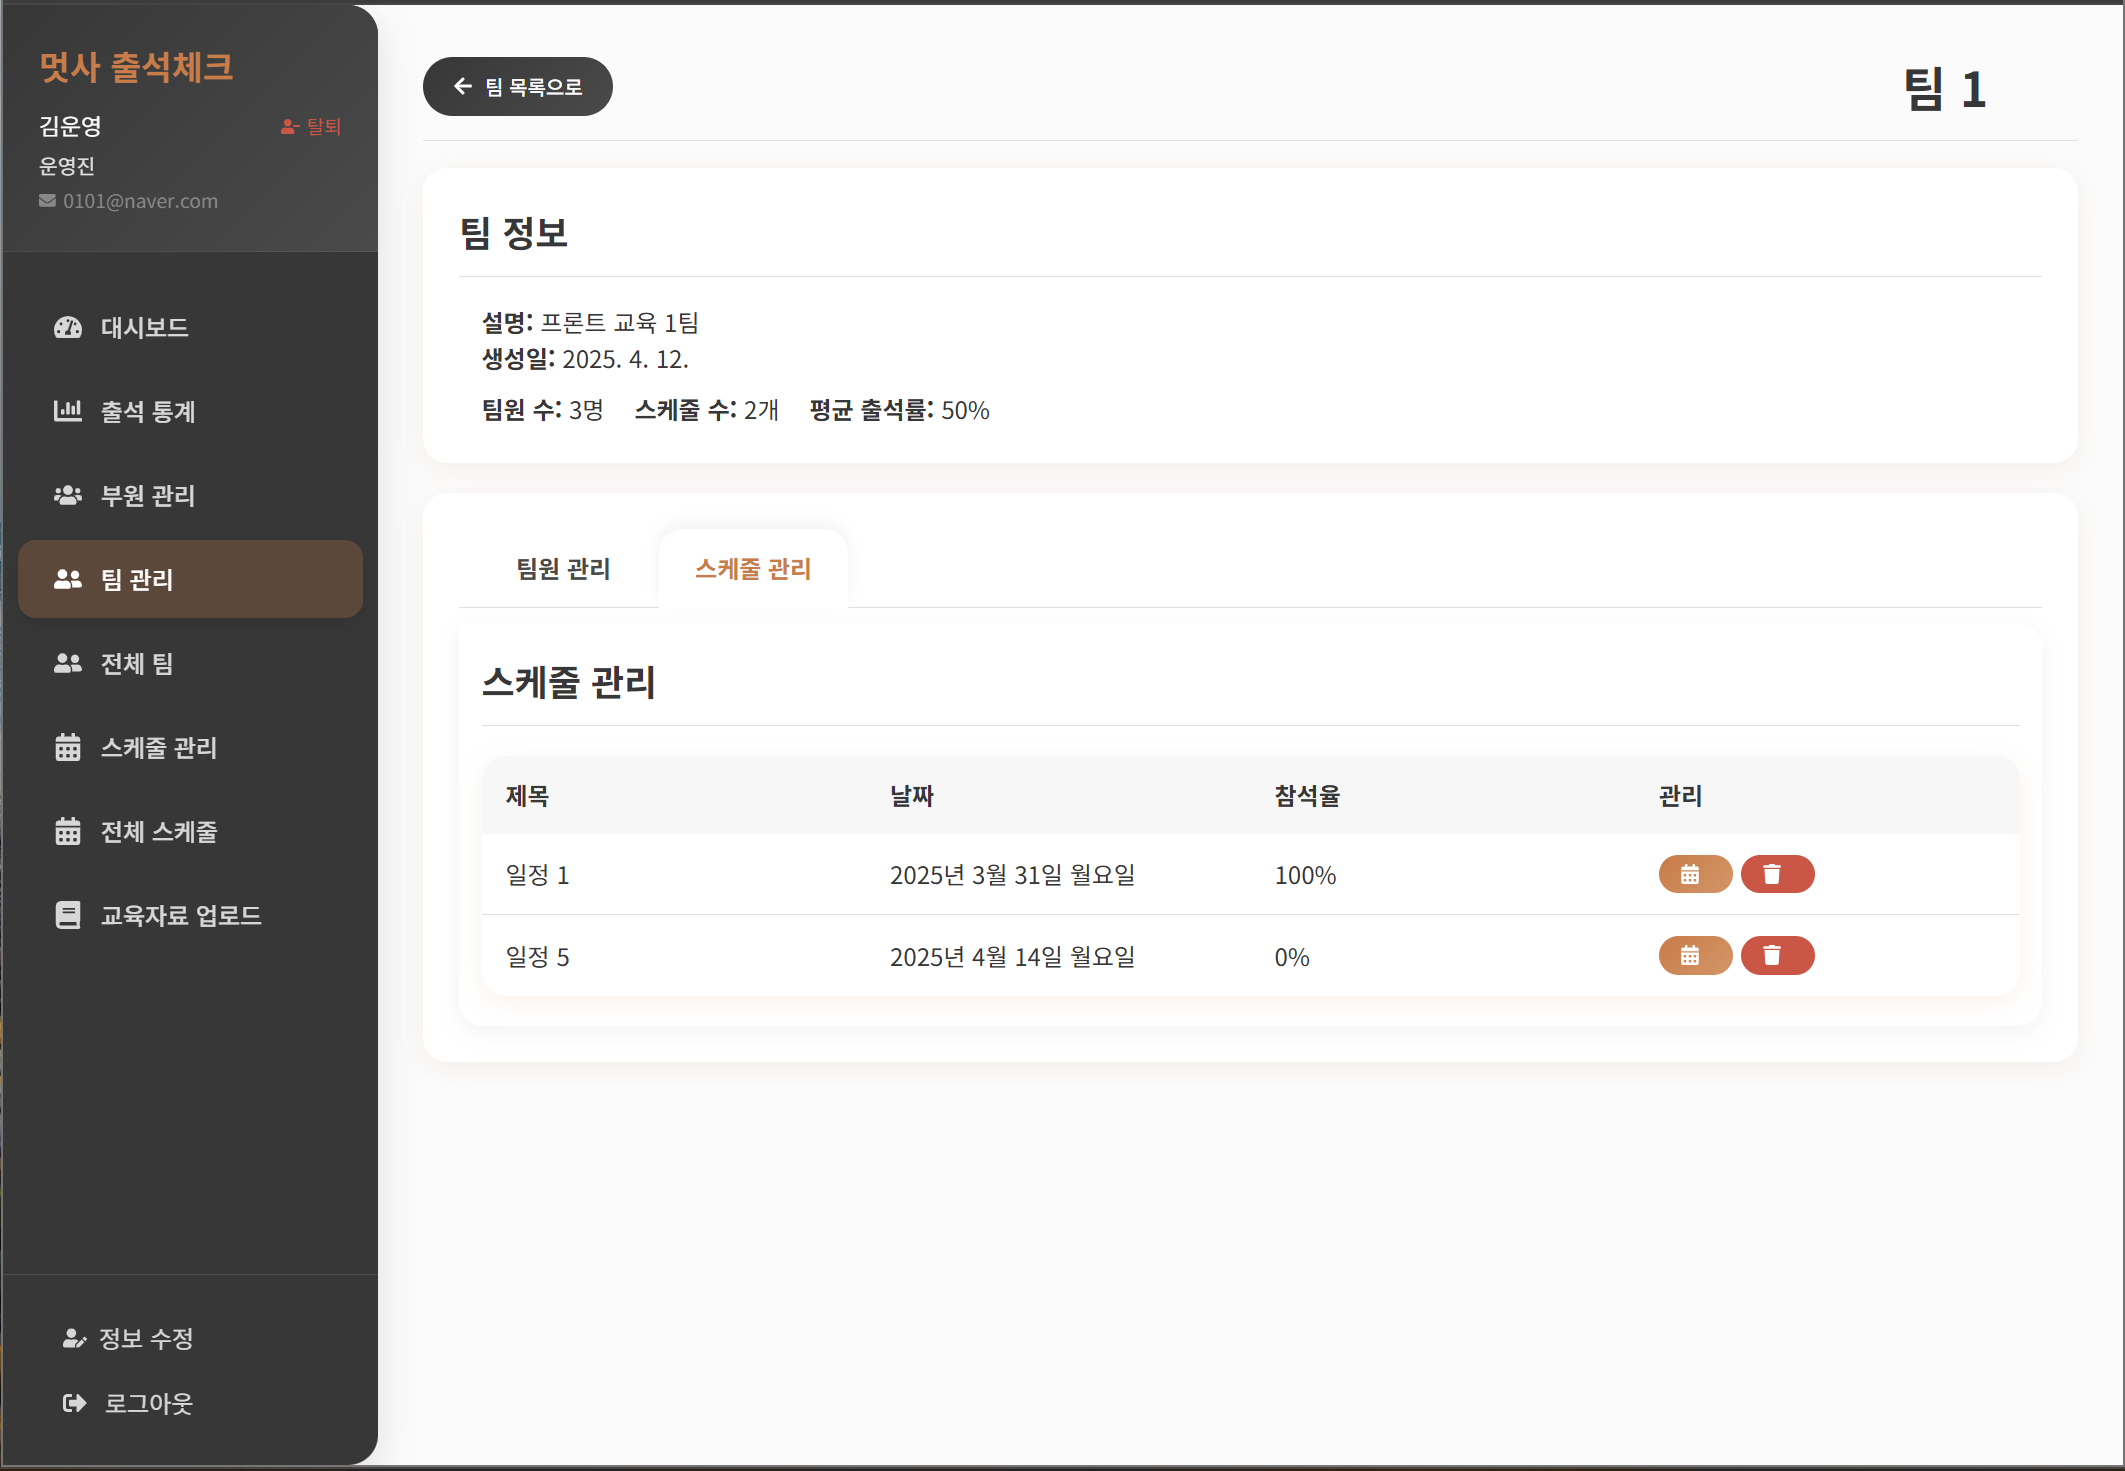 멋사 출석체크
김운영
탈퇴
운영진
0101@naver.com
대시보드
출석 통계
부원 관리
팀 관리
전체 팀
스케줄 관리
전체 스케줄
교육자료 업로드
정보 수정
로그아웃
팀 목록으로
팀 1
팀 정보
설명: 프론트 교육 1팀
생성일: 2025. 4. 12.
팀원 수: 3명 스케줄 수: 2개 평균 출석률: 50%
팀원 관리 스케줄 관리
스케줄 관리
제목 날짜 참석율 관리
일정 1 2025년 3월 31일 월요일 100%
일정 5 2025년 4월 14일 월요일 0%